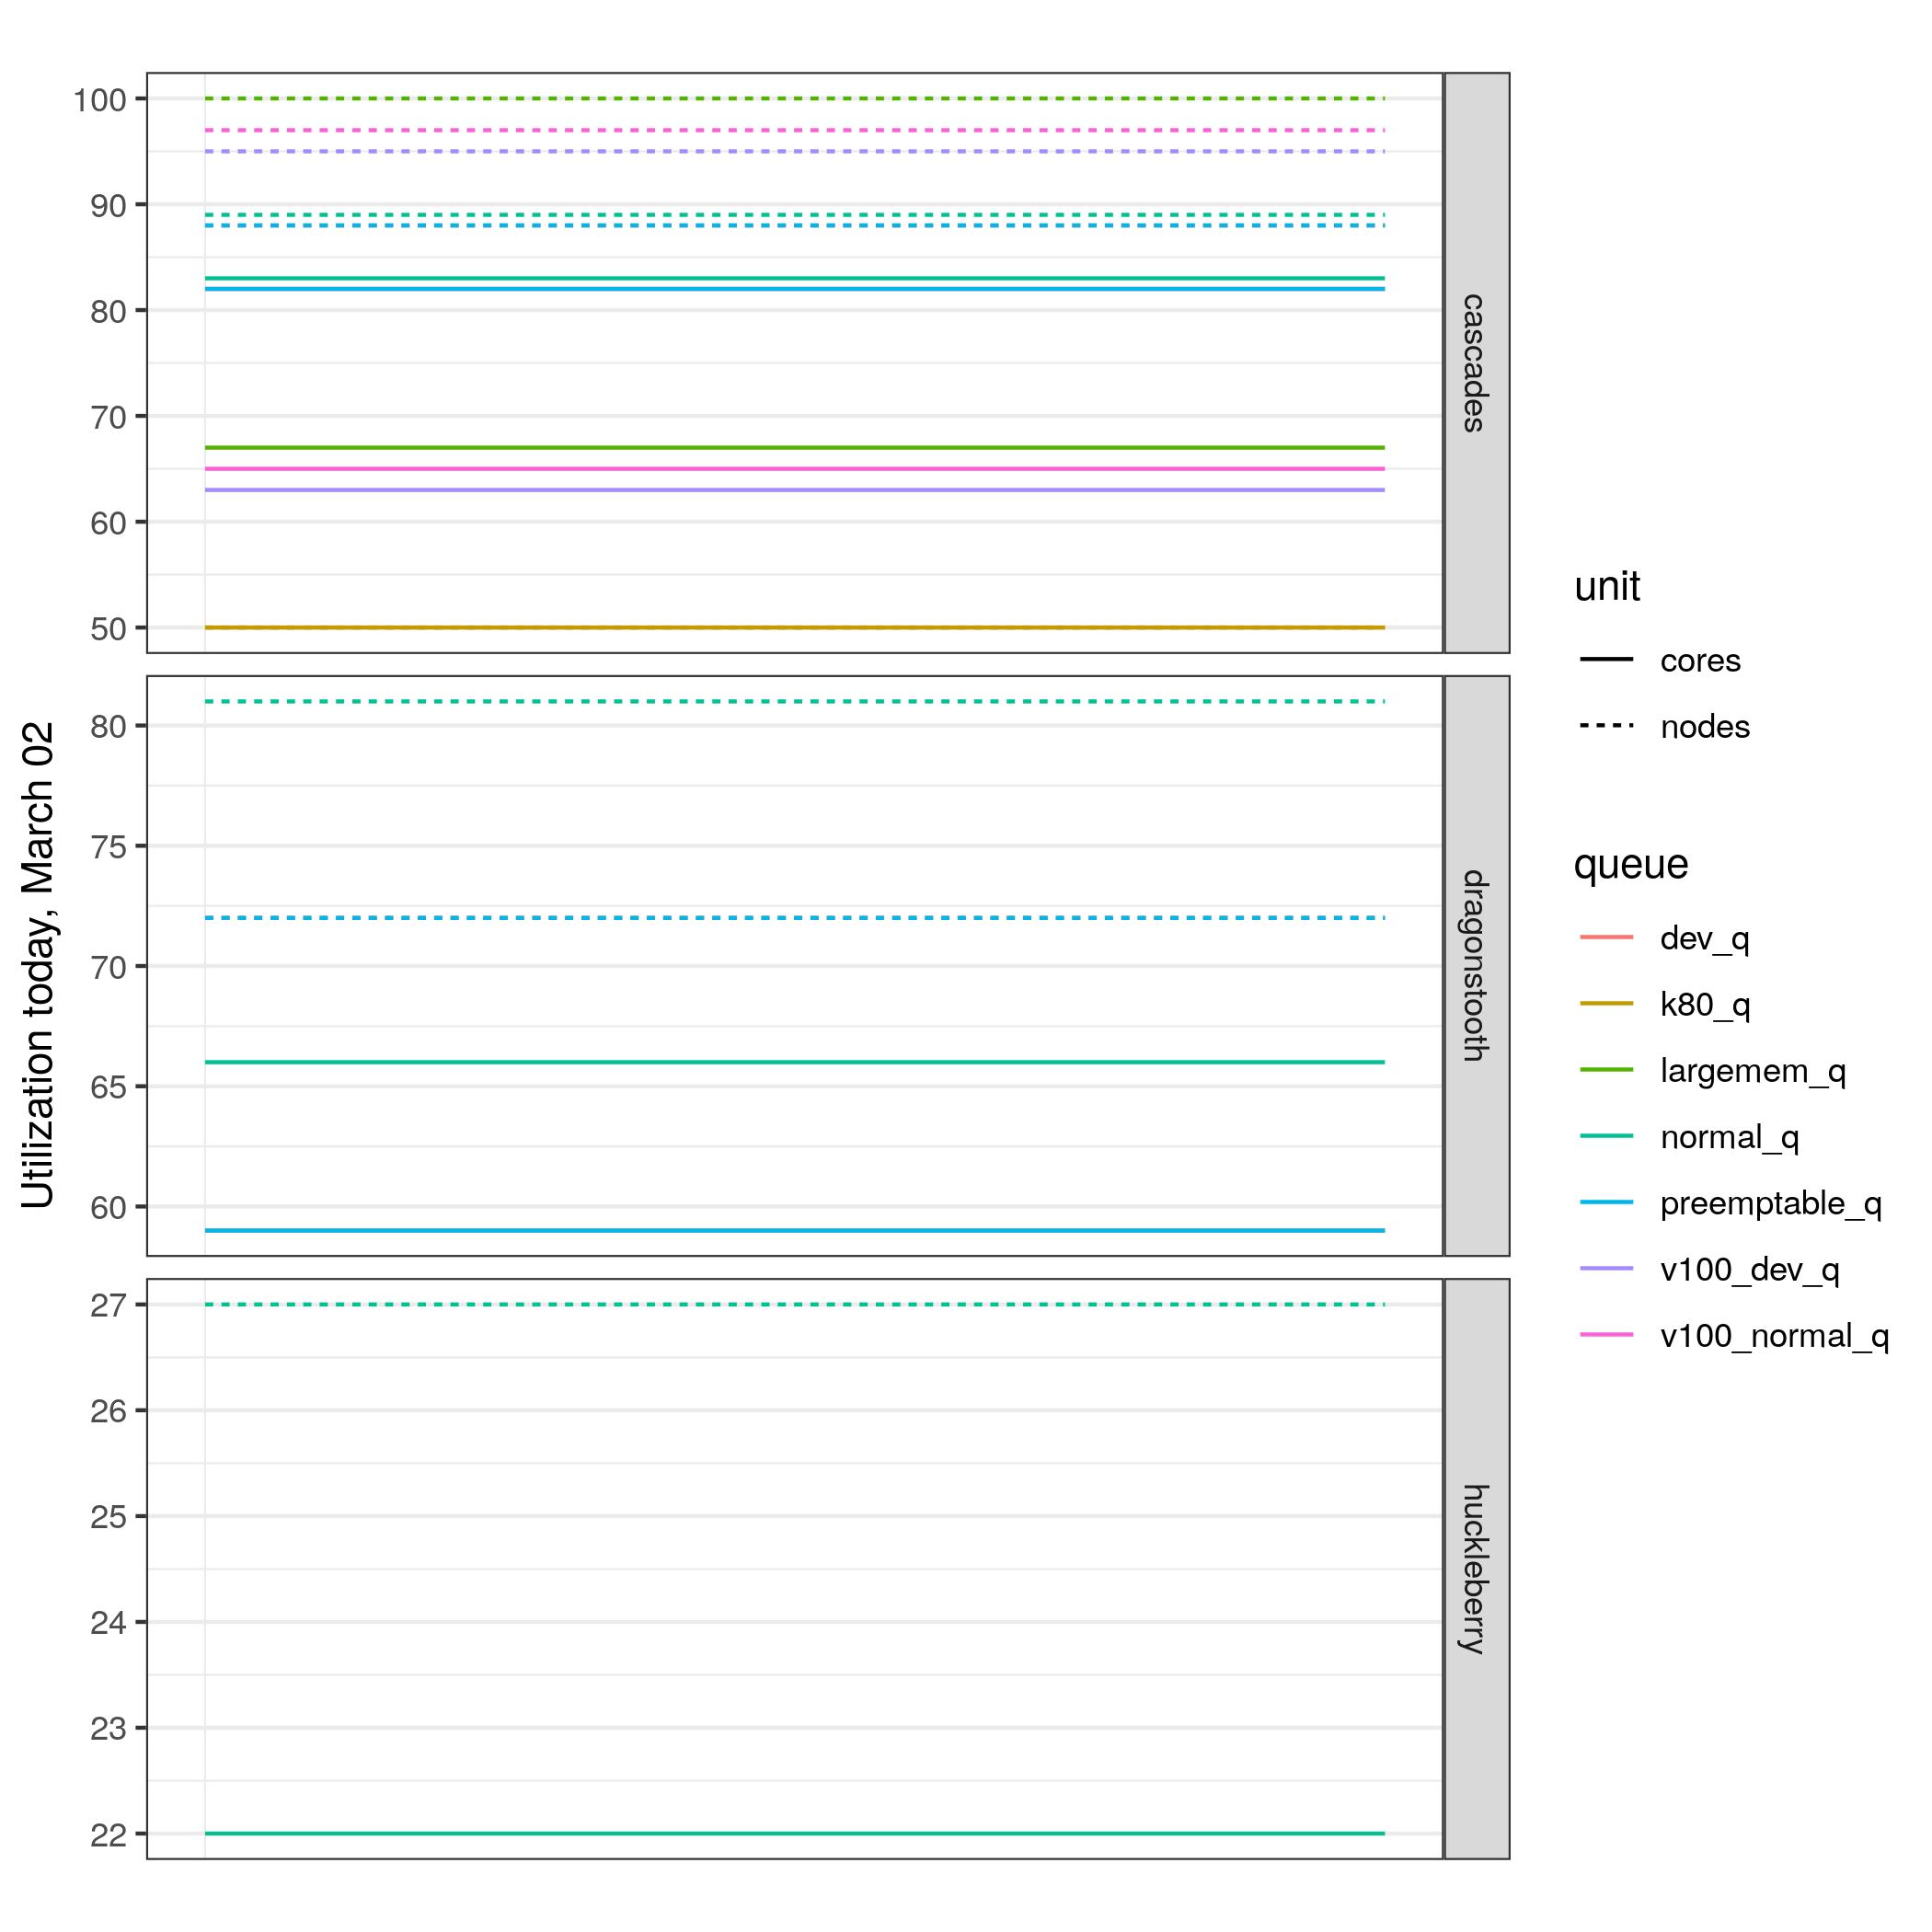 Utilization today, March 02
100
90
80
70
60
50
cascades
80
75
70
65
60
dragonstooth
27
26
25
24
23
22
huckleberry
unit
cores
nodes
queue
dev_q
k80_q
largemem_q
normal_q
preemptable_q
v100_dev_q
v100_normal_q